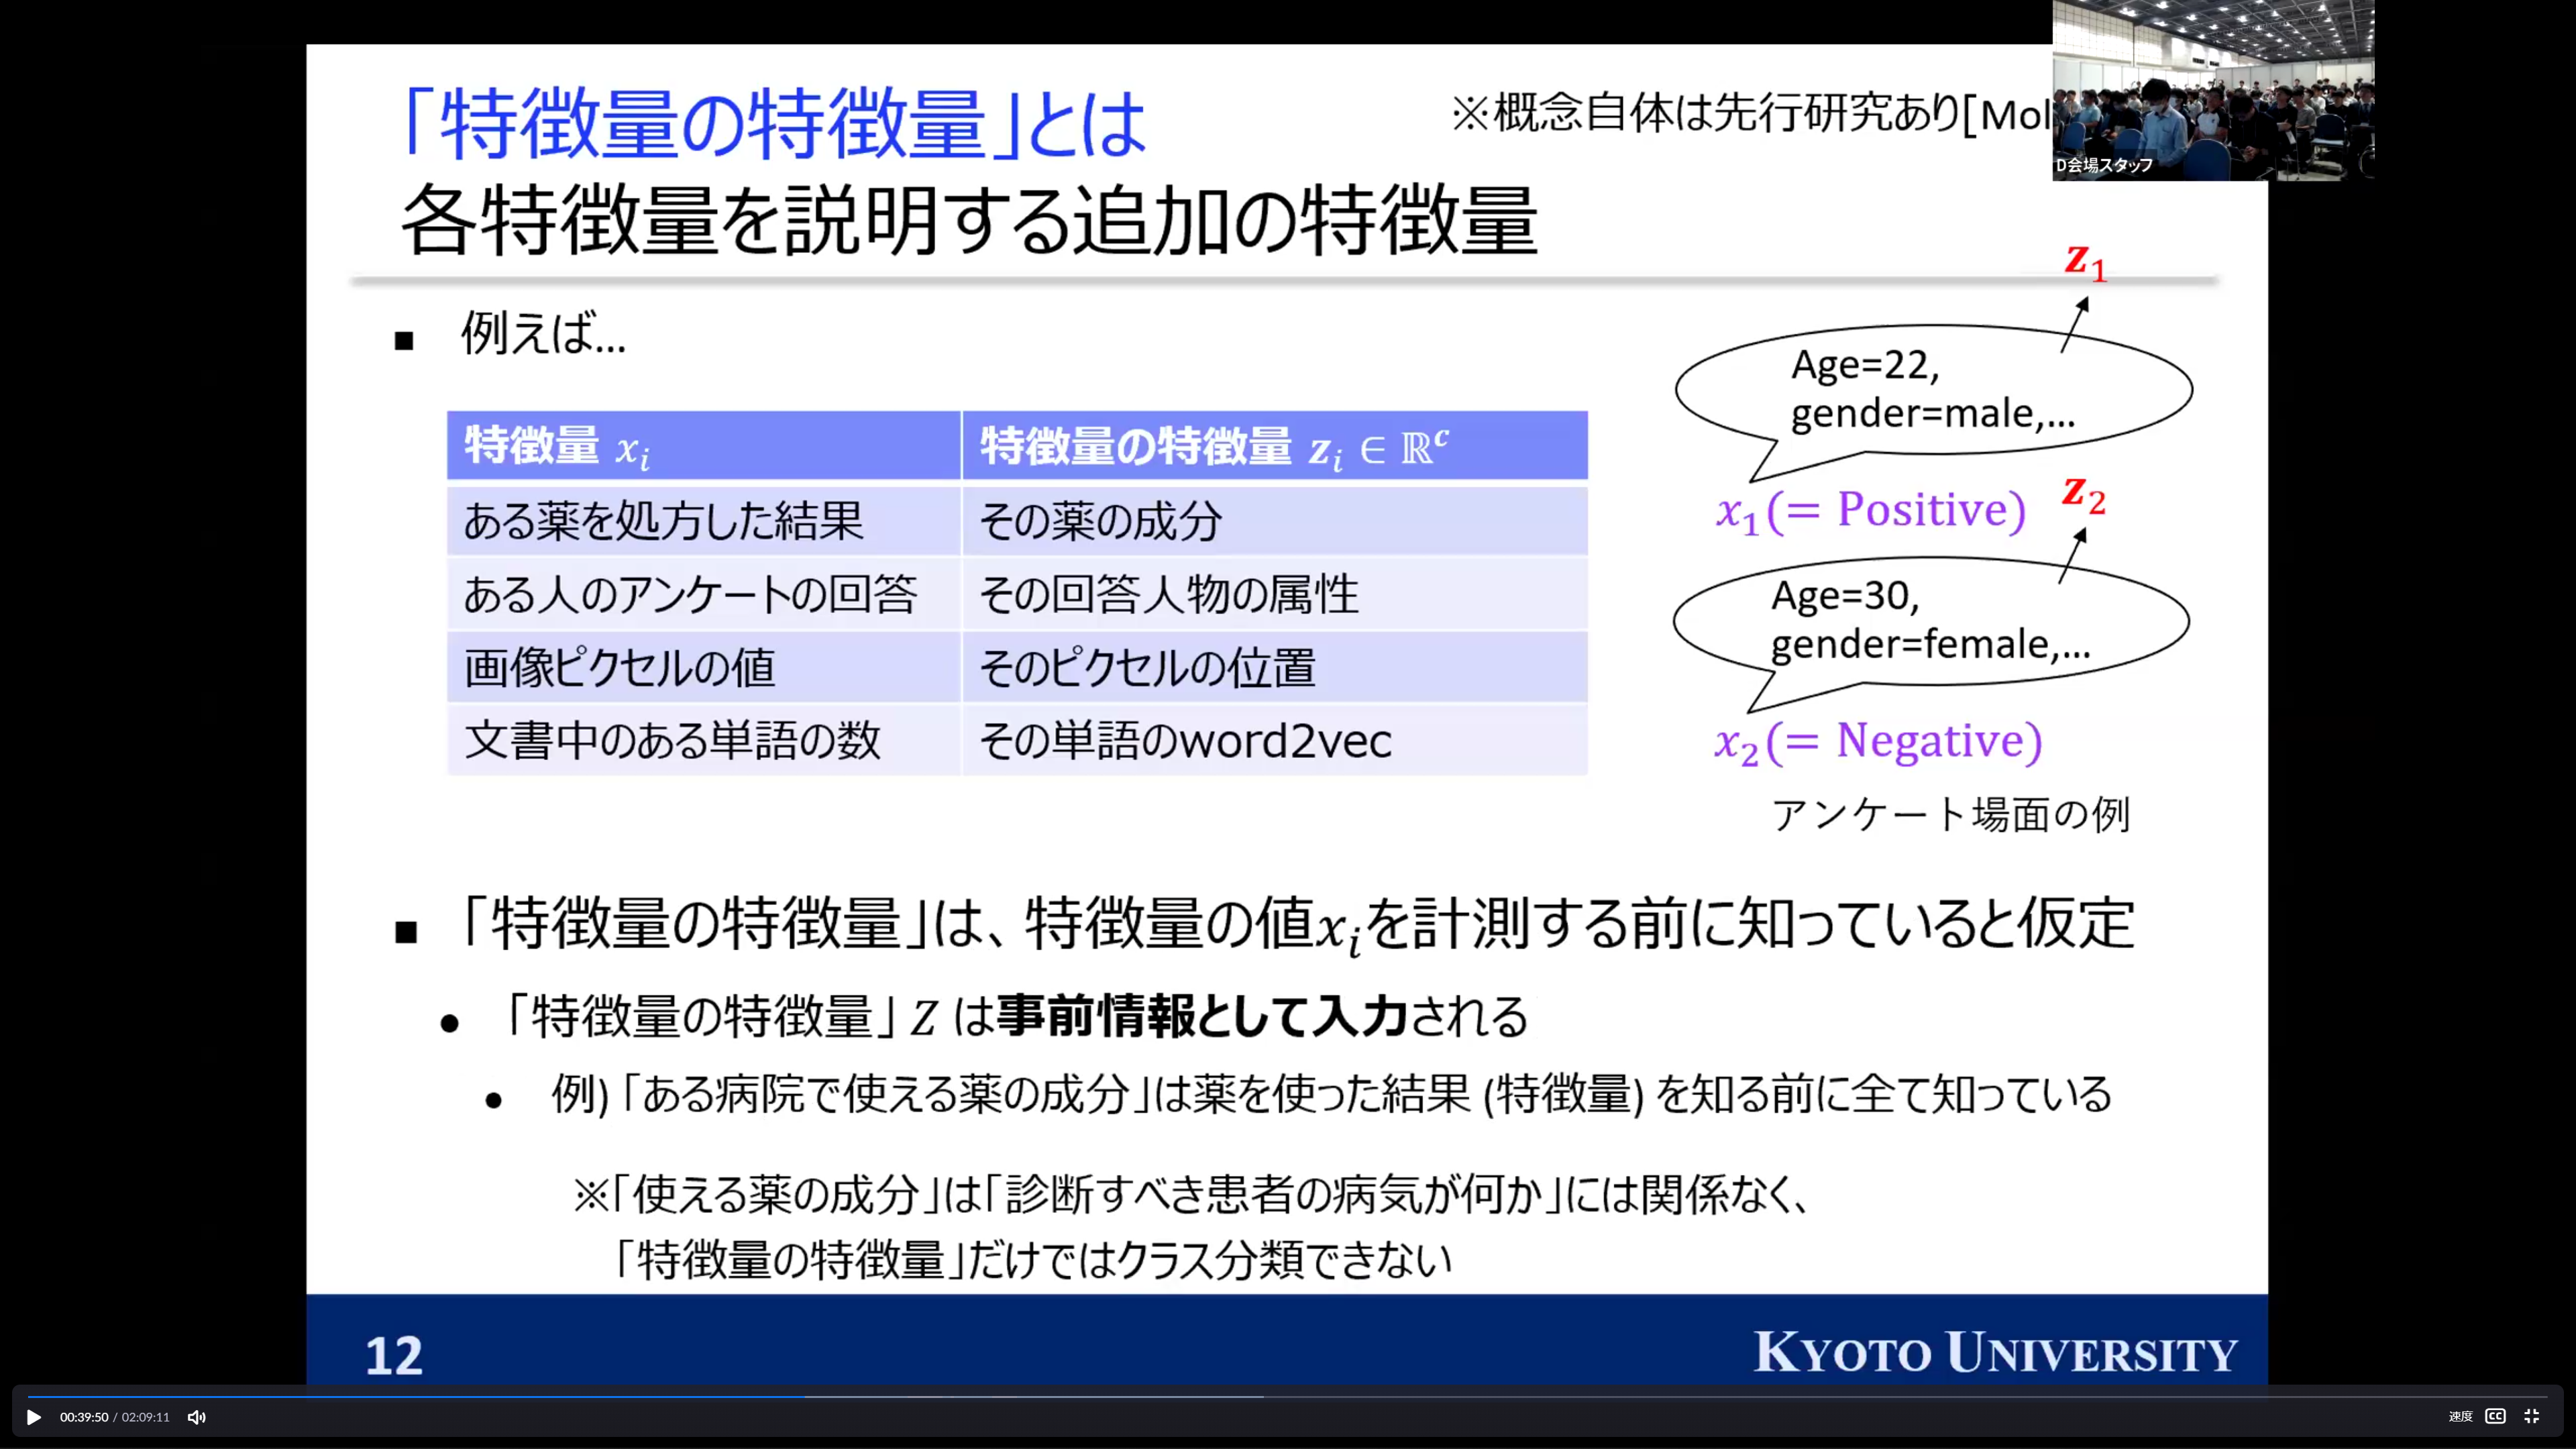 「特徴量の特徴量」とは
※概念自体は先行研究あり[Mol
D会場スタッフ
各特徴量を説明する追加の特徴量
■ 例えば...
特徴量 xᵢ 特徴量の特徴量 zᵢ ∈ ℝᶜ
ある薬を処方した結果 その薬の成分
ある人のアンケートの回答 その回答人物の属性
画像ピクセルの値 そのピクセルの位置
文書中のある単語の数 その単語のword2vec
z₁
Age=22,
gender=male,...
x₁(= Positive)
z₂
Age=30,
gender=female,...
x₂(= Negative)
アンケート場面の例
■ 「特徴量の特徴量」は、特徴量の値xᵢを計測する前に知っていると仮定
● 「特徴量の特徴量」 Z は事前情報として入力される
● 例) 「ある病院で使える薬の成分」は薬を使った結果 (特徴量) を知る前に全て知っている
※「使える薬の成分」は「診断すべき患者の病気が何か」には関係なく、
「特徴量の特徴量」だけではクラス分類できない
12
KYOTO UNIVERSITY
00:39:50 / 02:09:11
速度
CC